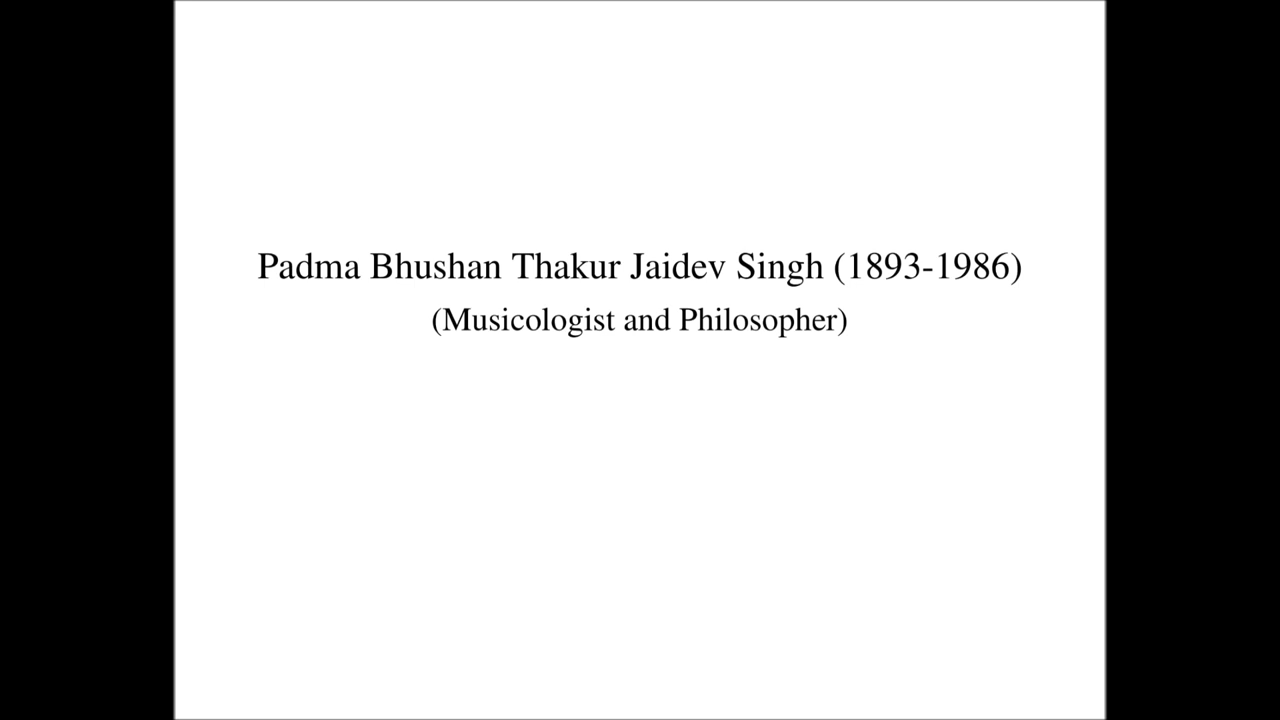 Padma Bhushan Thakur Jaidev Singh (1893-1986)
(Musicologist and Philosopher)